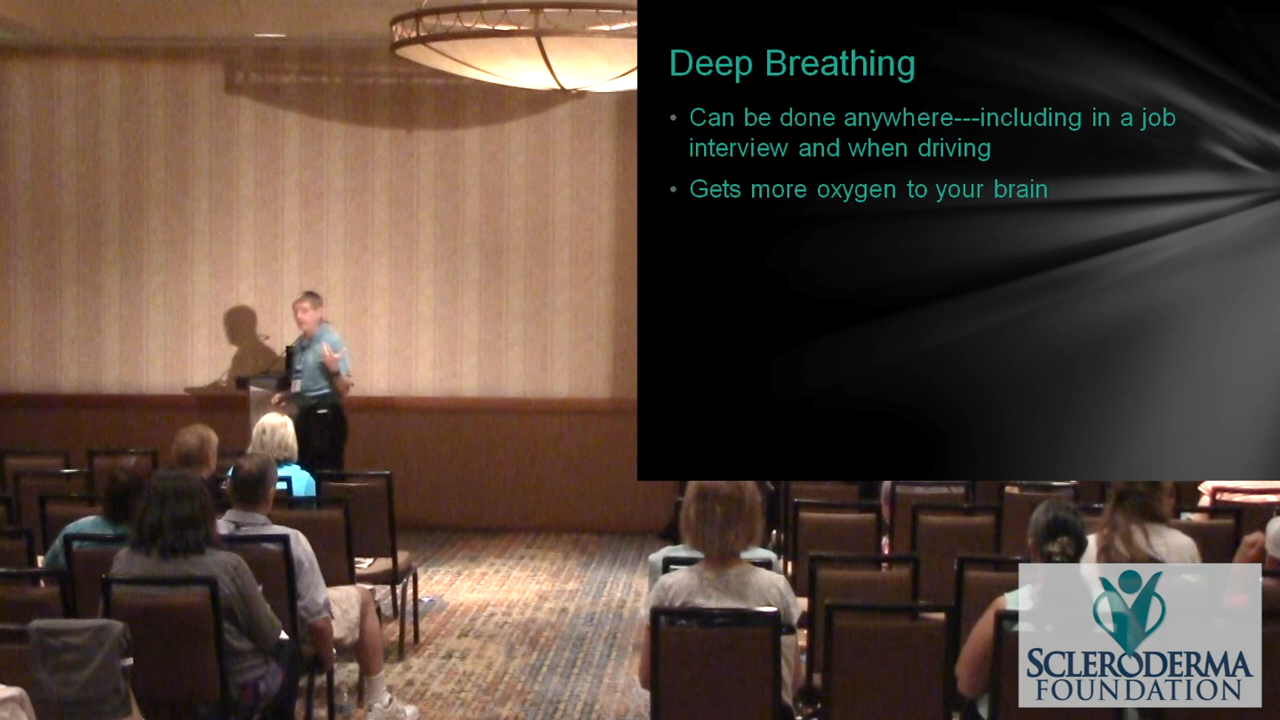 Deep Breathing
• Can be done anywhere---including in a job
interview and when driving
• Gets more oxygen to your brain
SCLERODERMA
FOUNDATION